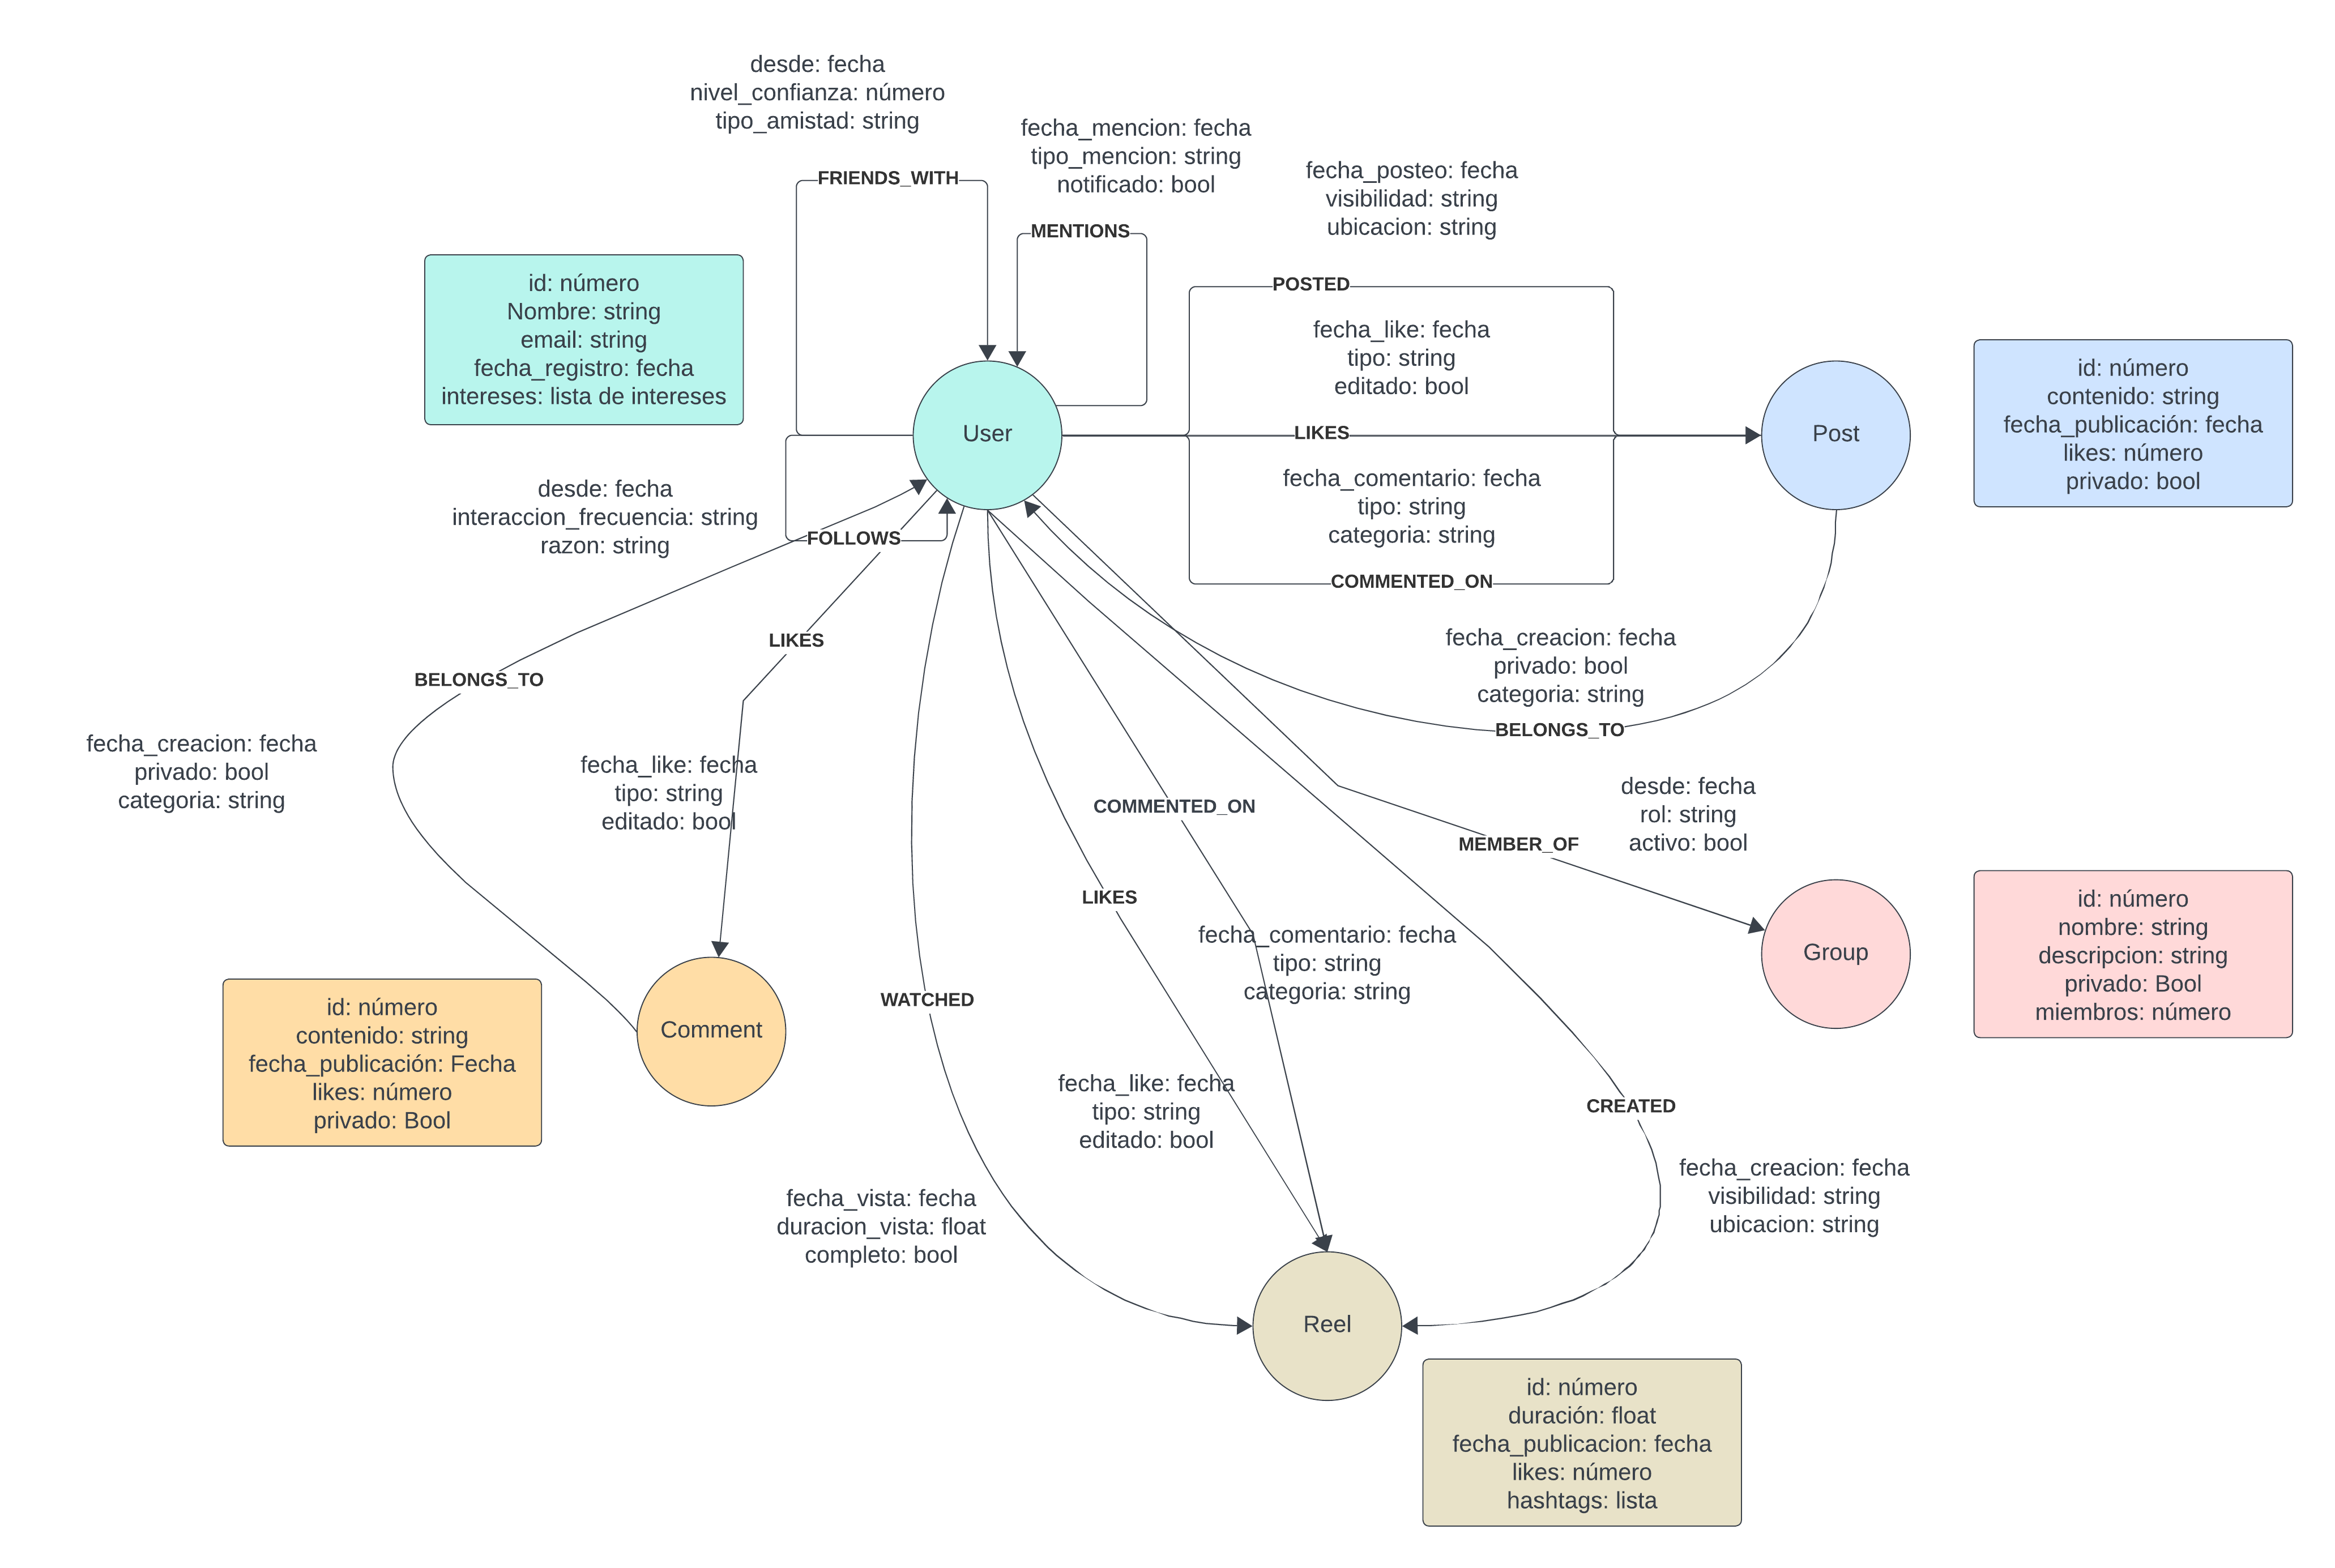 desde: fecha
nivel_confianza: número
tipo_amistad: string
fecha_mencion: fecha
tipo_mencion: string
notificado: bool
fecha_posteo: fecha
visibilidad: string
ubicacion: string
FRIENDS_WITH
MENTIONS
POSTED
id: número
Nombre: string
email: string
fecha_registro: fecha
intereses: lista de intereses
fecha_like: fecha
tipo: string
editado: bool
User
LIKES
Post
id: número
contenido: string
fecha_publicación: fecha
likes: número
privado: bool
desde: fecha
interaccion_frecuencia: string
razon: string
FOLLOWS
fecha_comentario: fecha
tipo: string
categoria: string
COMMENTED_ON
LIKES
BELONGS_TO
fecha_creacion: fecha
privado: bool
categoria: string
BELONGS_TO
fecha_creacion: fecha
privado: bool
categoria: string
fecha_like: fecha
tipo: string
editado: bool
COMMENTED_ON
desde: fecha
rol: string
activo: bool
MEMBER_OF
LIKES
fecha_comentario: fecha
tipo: string
categoria: string
Group
id: número
nombre: string
descripcion: string
privado: Bool
miembros: número
WATCHED
Comment
id: número
contenido: string
fecha_publicación: Fecha
likes: número
privado: Bool
fecha_like: fecha
tipo: string
editado: bool
CREATED
fecha_creacion: fecha
visibilidad: string
ubicacion: string
fecha_vista: fecha
duracion_vista: float
completo: bool
Reel
id: número
duración: float
fecha_publicacion: fecha
likes: número
hashtags: lista